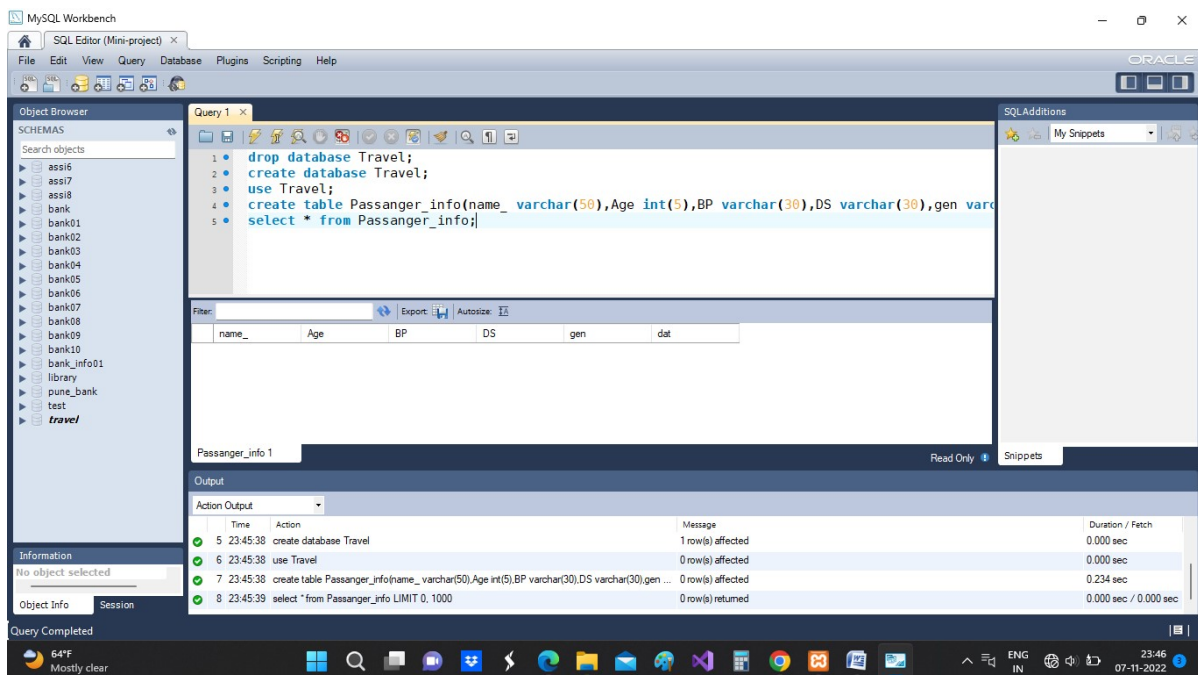 MySQL Workbench
SQL Editor (Mini-project)
File Edit View Query Database Plugins Scripting Help
ORACLE
Object Browser
SCHEMAS
Search objects
assi6
assi7
assi8
bank
bank01
bank02
bank03
bank04
bank05
bank06
bank07
bank08
bank09
bank10
bank_info01
library
pune_bank
test
travel
Information
No object selected
Object Info Session
Query 1
1 drop database Travel;
2 create database Travel;
3 use Travel;
4 create table Passanger_info(name_ varchar(50),Age int(5),BP varchar(30),DS varchar(30),gen varc
5 select * from Passanger_info;
Filter: Export: Autosize:
name_ Age BP DS gen dat
Passanger_info 1
Read Only
SQLAdditions
My Snippets
Snippets
Output
Action Output
Time Action Message Duration / Fetch
5 23:45:38 create database Travel 1 row(s) affected 0.000 sec
6 23:45:38 use Travel 0 row(s) affected 0.000 sec
7 23:45:38 create table Passanger_info(name_ varchar(50),Age int(5),BP varchar(30),DS varchar(30),gen ... 0 row(s) affected 0.234 sec
8 23:45:39 select * from Passanger_info LIMIT 0, 1000 0 row(s) returned 0.000 sec / 0.000 sec
Query Completed
64°F
Mostly clear
ENG
IN
23:46
07-11-2022